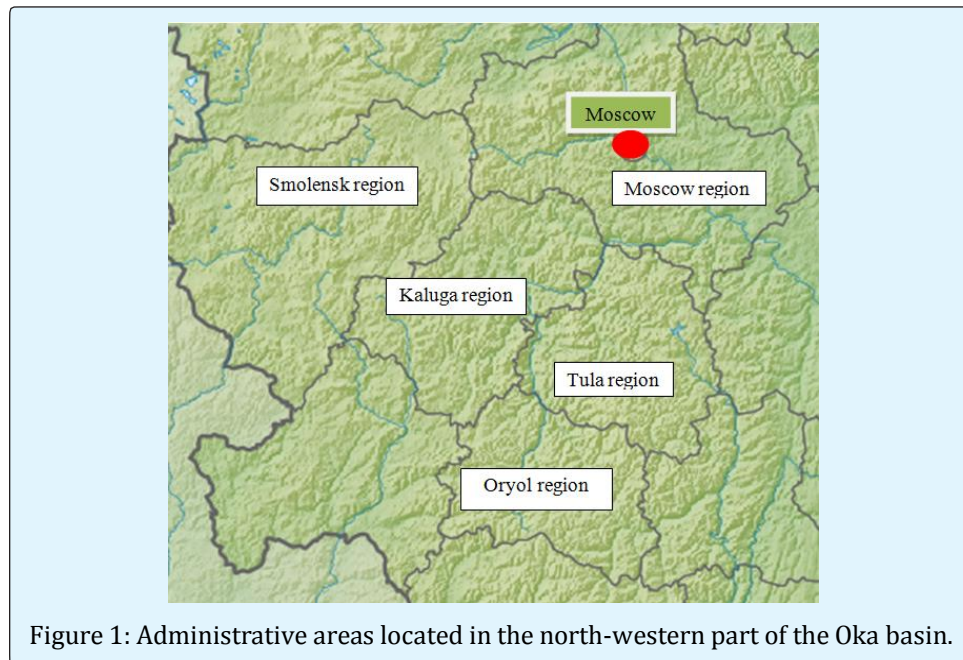 Moscow
Smolensk region
Moscow region
Kaluga region
Tula region
Oryol region
Figure 1: Administrative areas located in the north-western part of the Oka basin.